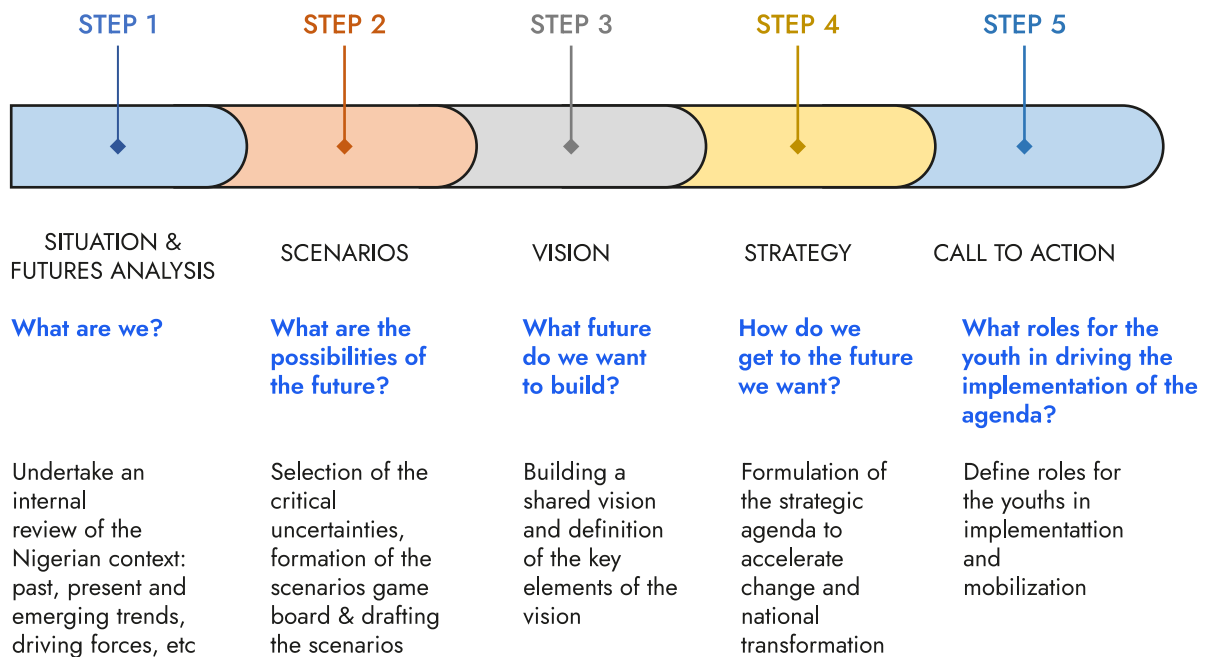 STEP 1
STEP 2
STEP 3
STEP 4
STEP 5
SITUATION &
FUTURES ANALYSIS
SCENARIOS
VISION
STRATEGY
CALL TO ACTION
What are we?
What are the
possibilities of
the future?
What future
do we want
to build?
How do we
get to the future
we want?
What roles for the
youth in driving the
implementation of the
agenda?
Undertake an
internal
review of the
Nigerian context:
past, present and
emerging trends,
driving forces, etc
Selection of the
critical
uncertainties,
formation of the
scenarios game
board & drafting
the scenarios
Building a
shared vision
and definition
of the key
elements of the
vision
Formulation of
the strategic
agenda to
accelerate
change and
national
transformation
Define roles for
the youths in
implementattion
and
mobilization